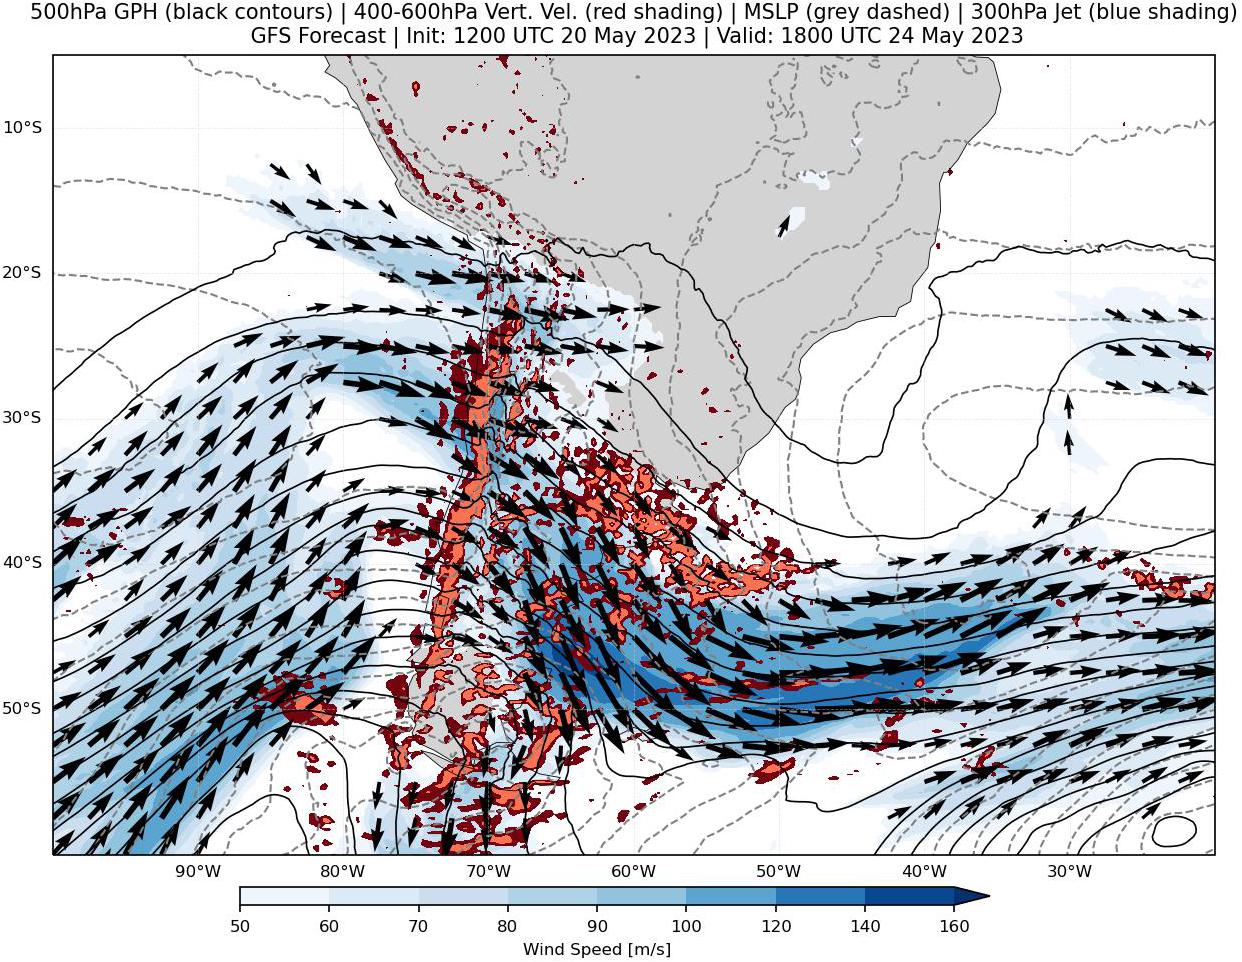 500hPa GPH (black contours) | 400-600hPa Vert. Vel. (red shading) | MSLP (grey dashed) | 300hPa Jet (blue shading)
GFS Forecast | Init: 1200 UTC 20 May 2023 | Valid: 1800 UTC 24 May 2023
10°S
20°S
30°S
40°S
50°S
90°W 80°W 70°W 60°W 50°W 40°W 30°W
50 60 70 80 90 100 120 140 160
Wind Speed [m/s]